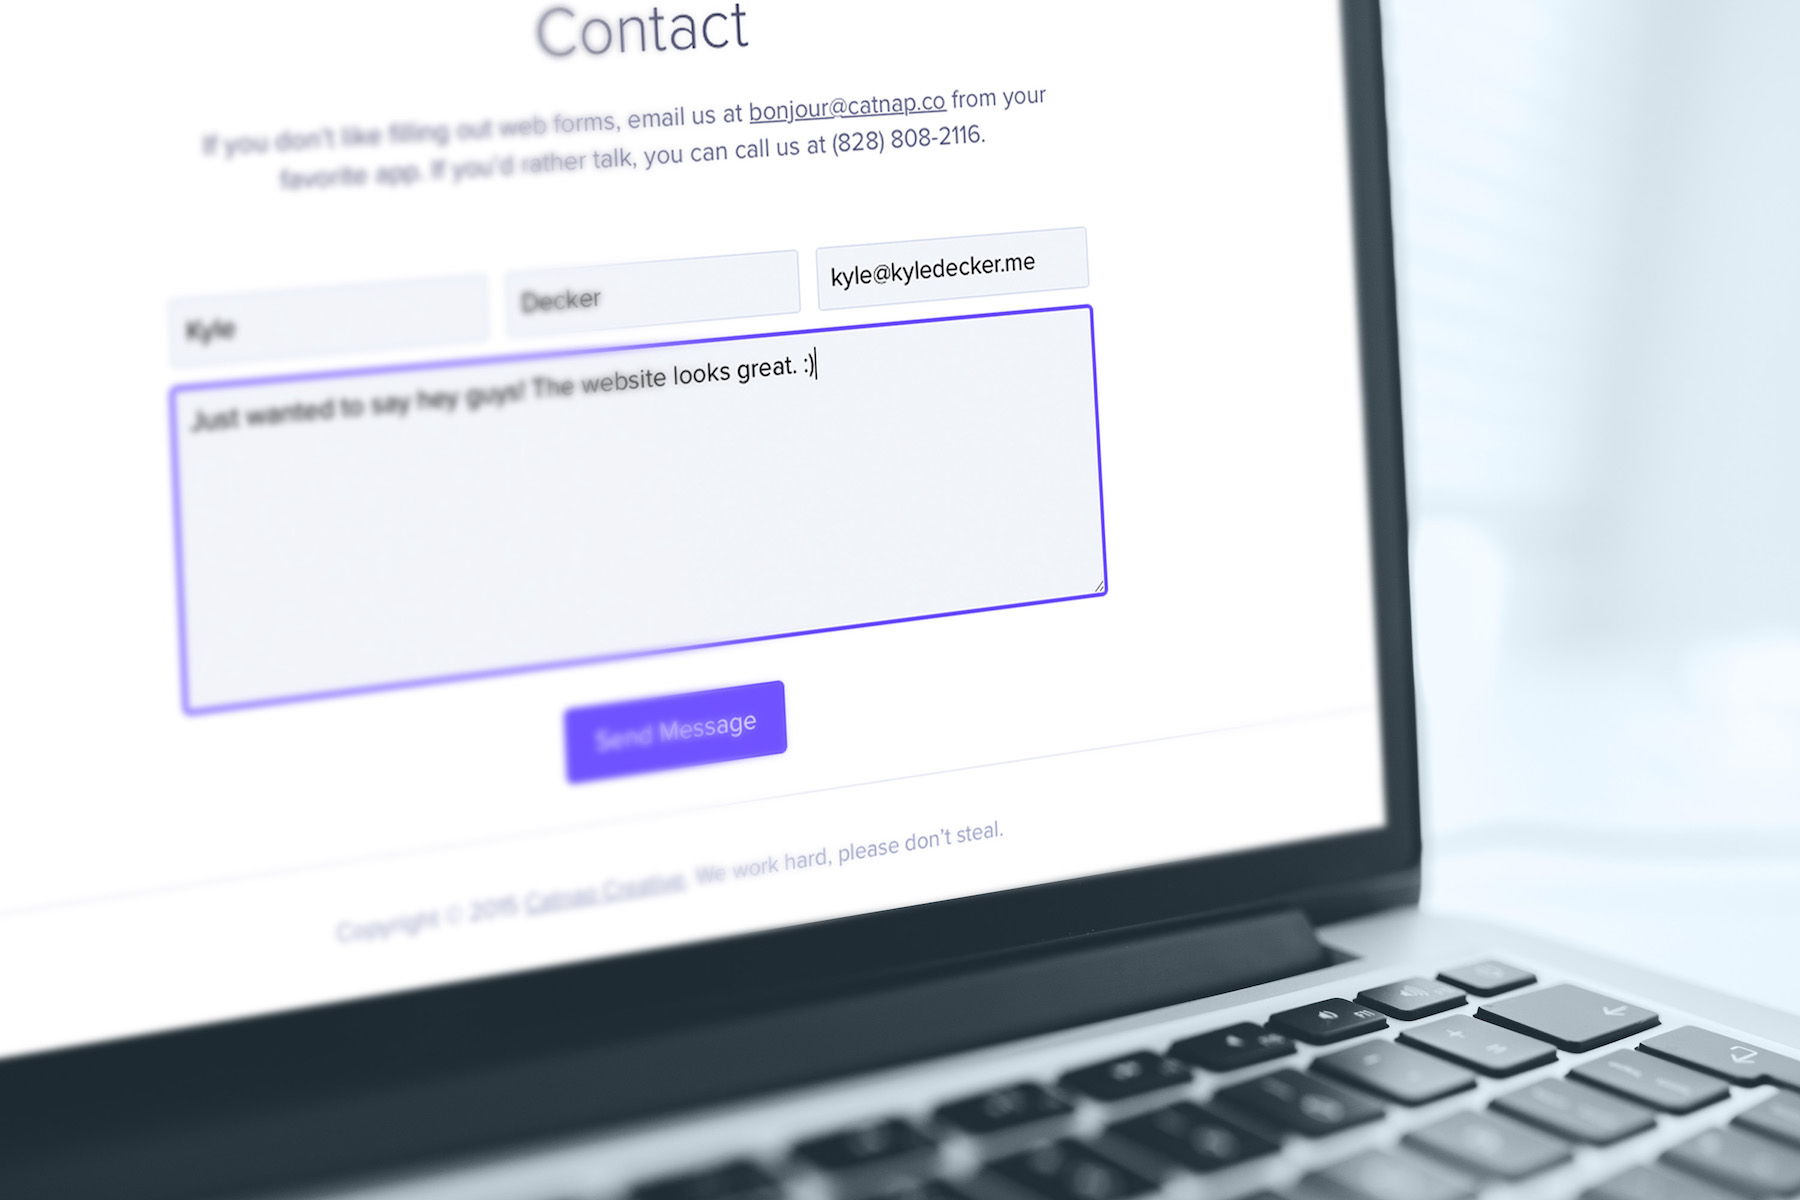 Contact
If you don't like filling out web forms, email us at bonjour@catnap.co from your
favorite app. If you'd rather talk, you can call us at (828) 808-2116.
Kyle
Decker
kyle@kyledecker.me
Just wanted to say hey guys! The website looks great. :)
Send Message
Copyright © 2015 Catnap Creative. We work hard, please don't steal.
F11